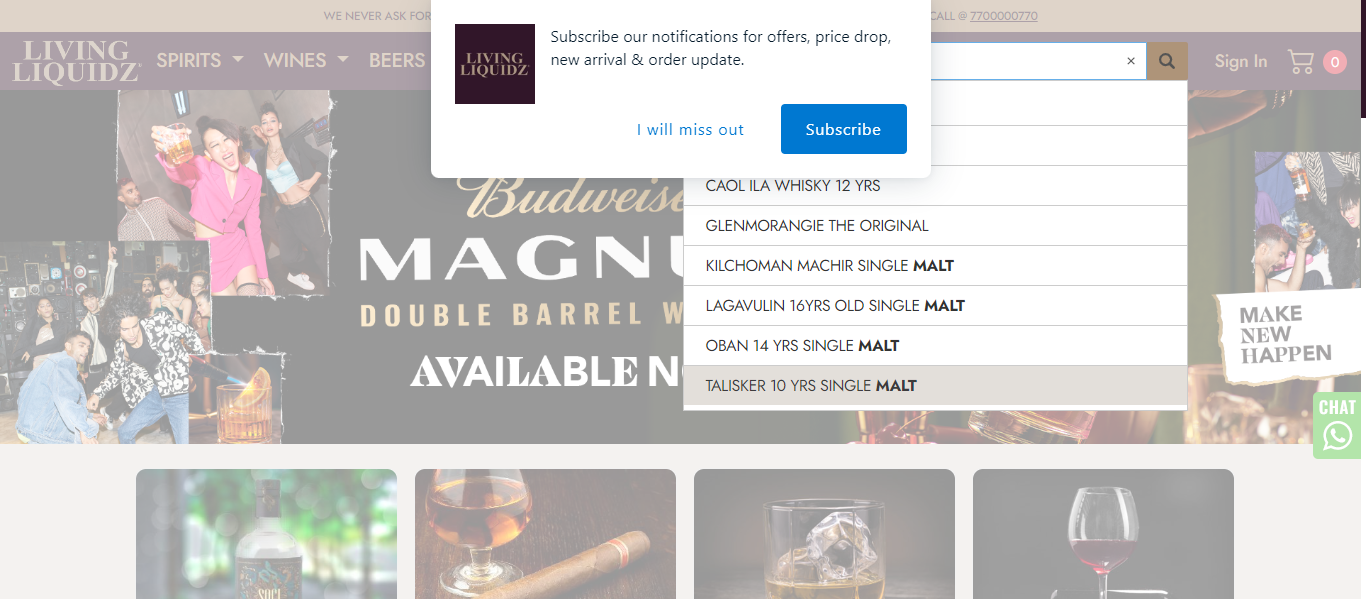 WE NEVER ASK FOR
CALL @ 7700000770
LIVING
LIQUIDZ
SPIRITS
WINES
BEERS
×
Sign In
0
LIVING
LIQUIDZ
Subscribe our notifications for offers, price drop,
new arrival & order update.
I will miss out
Subscribe
CAOL ILA WHISKY 12 YRS
GLENMORANGIE THE ORIGINAL
KILCHOMAN MACHIR SINGLE MALT
LAGAVULIN 16YRS OLD SINGLE MALT
OBAN 14 YRS SINGLE MALT
TALISKER 10 YRS SINGLE MALT
Budweise
MAGNU
DOUBLE BARREL W
AVAILABLE NO
MAKE
NEW
HAPPEN
CHAT